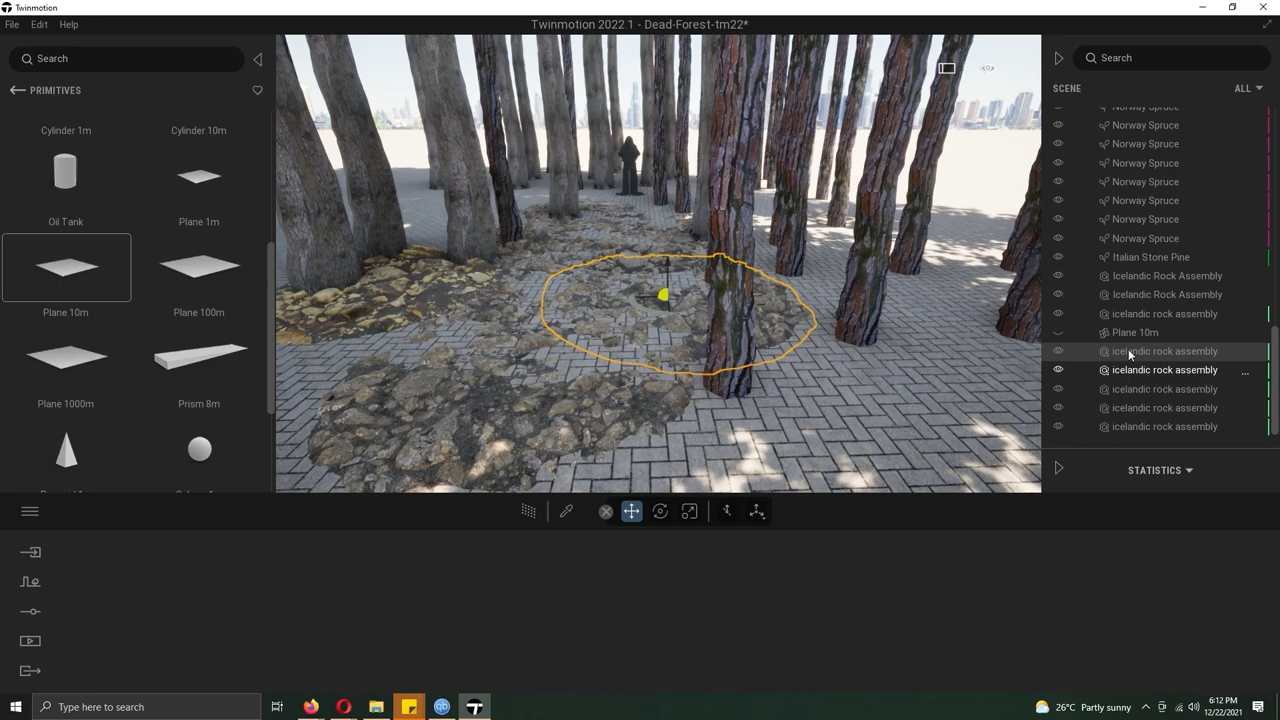 Twinmotion
File Edit Help
Twinmotion 2022.1 - Dead-Forest-tm22*
Search
PRIMITIVES
Cylinder 1m
Cylinder 10m
Oil Tank
Plane 1m
Plane 10m
Plane 100m
Plane 1000m
Prism 8m
Search
SCENE
ALL
Norway Spruce
Norway Spruce
Norway Spruce
Norway Spruce
Norway Spruce
Norway Spruce
Norway Spruce
Norway Spruce
Italian Stone Pine
Icelandic Rock Assembly
Icelandic Rock Assembly
icelandic rock assembly
Plane 10m
icelandic rock assembly
icelandic rock assembly ...
icelandic rock assembly
icelandic rock assembly
icelandic rock assembly
STATISTICS
Type here to search
qb
26°C Partly sunny
6:12 PM
12/22/2021